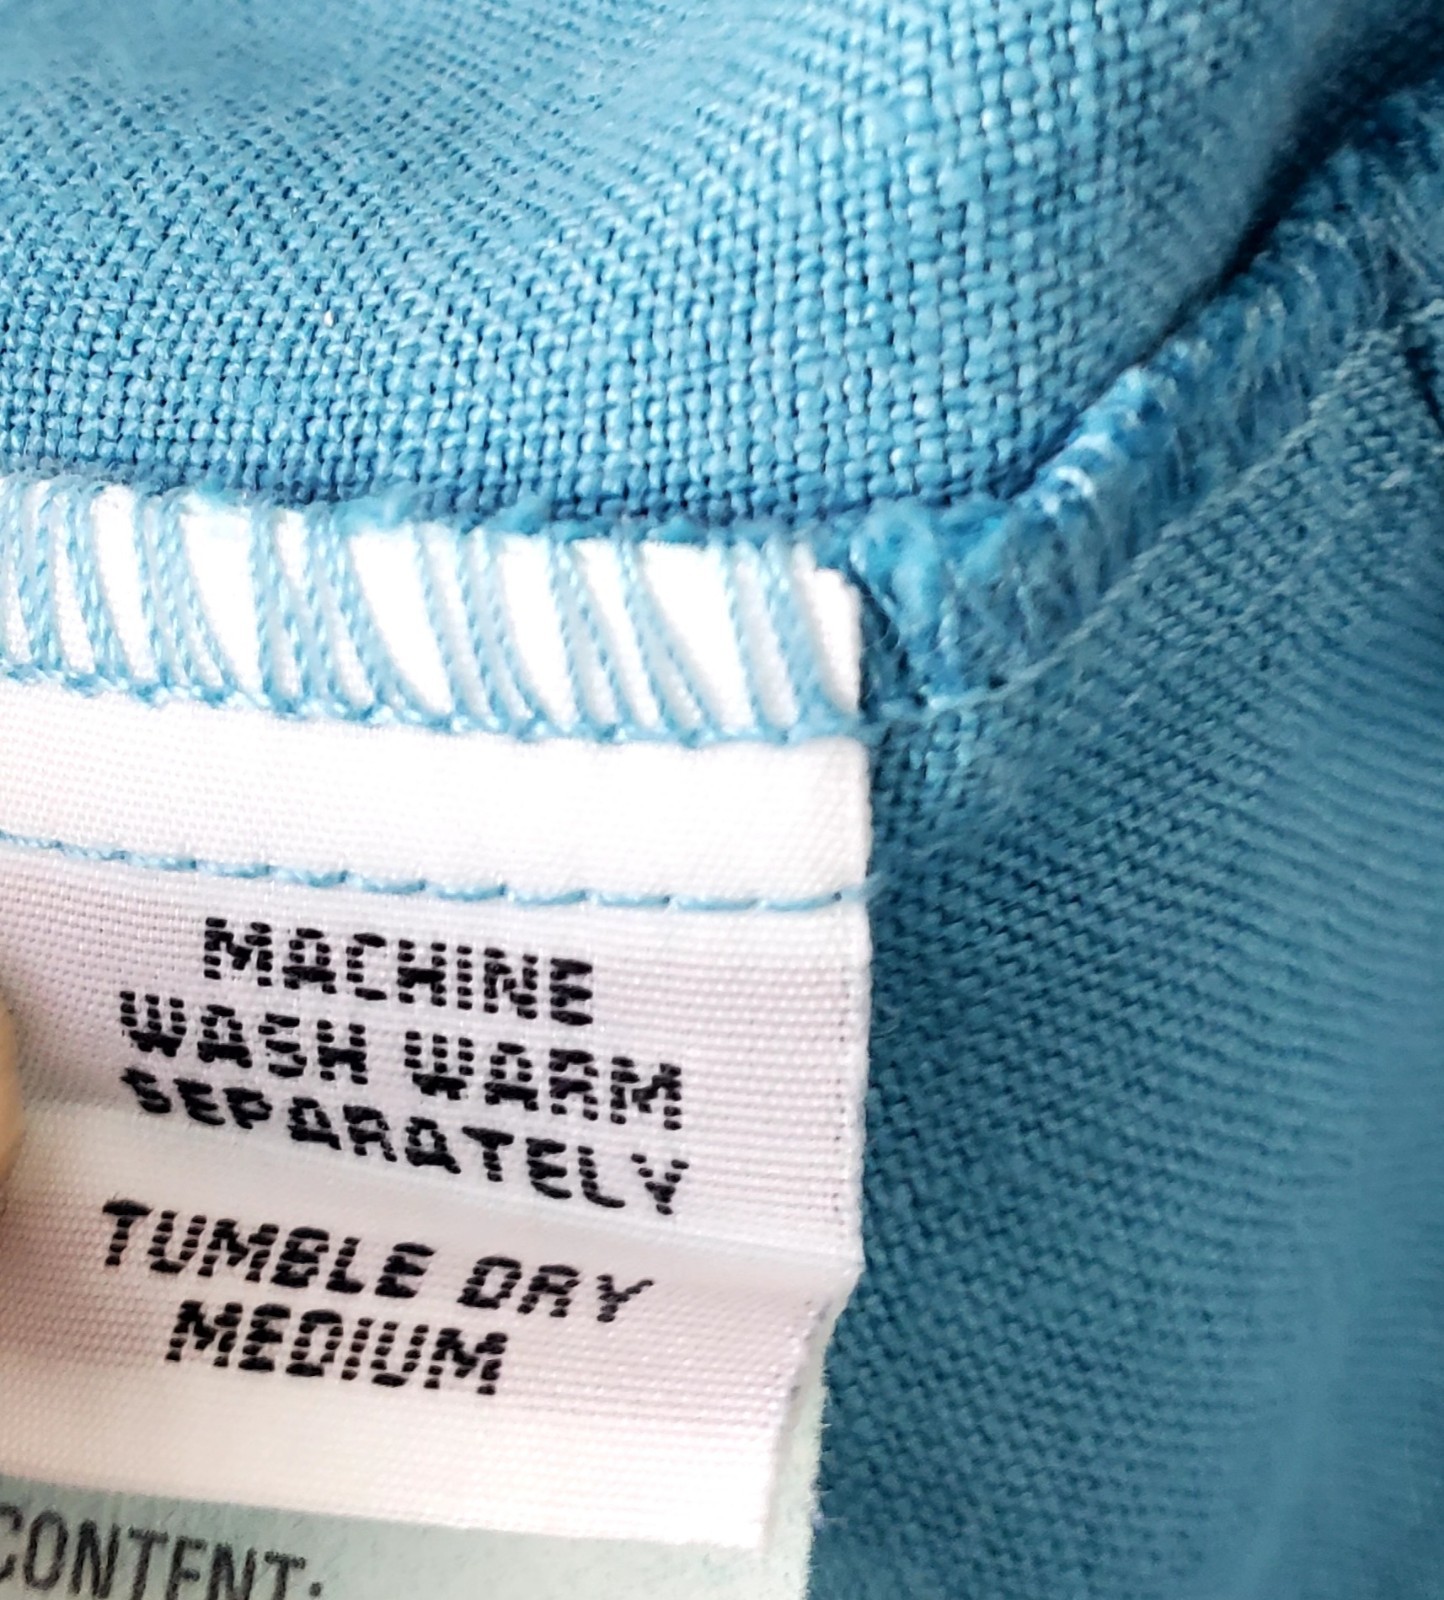 MACHINE
WASH WARM
SEPARATELY
TUMBLE DRY
MEDIUM
CONTENT: